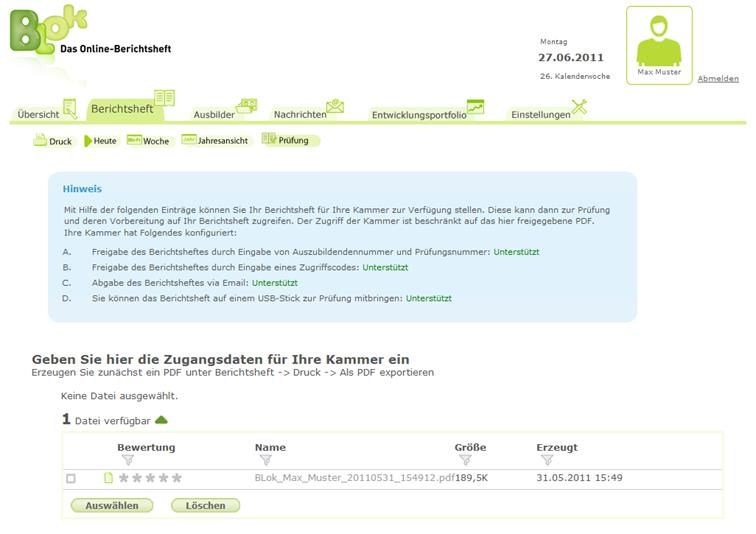 BLok
Das Online-Berichtsheft
Montag
27.06.2011
26. Kalenderwoche
Max Muster
Abmelden
Übersicht
Berichtsheft
Ausbilder
Nachrichten
Entwicklungsportfolio
Einstellungen
Druck
Heute
Woche
Jahresansicht
Prüfung
Hinweis
Mit Hilfe der folgenden Einträge können Sie Ihr Berichtsheft für Ihre Kammer zur Verfügung stellen. Diese kann dann zur Prüfung
und deren Vorbereitung auf Ihr Berichtsheft zugreifen. Der Zugriff der Kammer ist beschränkt auf das hier freigegebene PDF.
Ihre Kammer hat Folgendes konfiguriert:
A. Freigabe des Berichtsheftes durch Eingabe von Auszubildendennummer und Prüfungsnummer: Unterstützt
B. Freigabe des Berichtsheftes durch Eingabe eines Zugriffscodes: Unterstützt
C. Abgabe des Berichtsheftes via Email: Unterstützt
D. Sie können das Berichtsheft auf einem USB-Stick zur Prüfung mitbringen: Unterstützt
Geben Sie hier die Zugangsdaten für Ihre Kammer ein
Erzeugen Sie zunächst ein PDF unter Berichtsheft -> Druck -> Als PDF exportieren
Keine Datei ausgewählt.
1 Datei verfügbar
Bewertung Name Größe Erzeugt
BLok_Max_Muster_20110531_154912.pdf 189,5K 31.05.2011 15:49
Auswählen Löschen